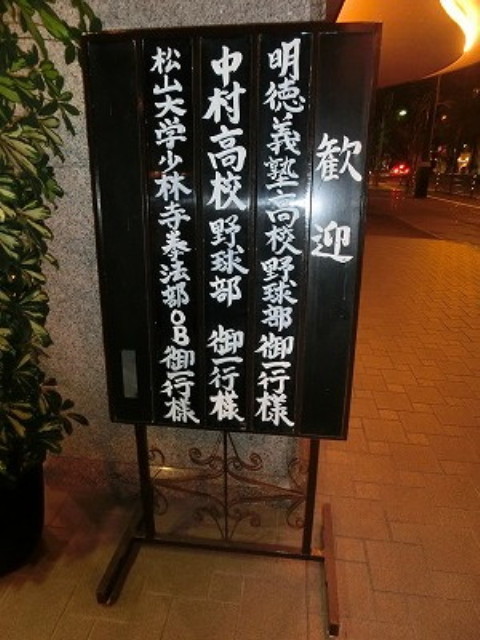 歓迎
明徳義塾高校野球部御一行様
中村高校野球部御一行様
松山大学少林寺拳法部OB御一行様